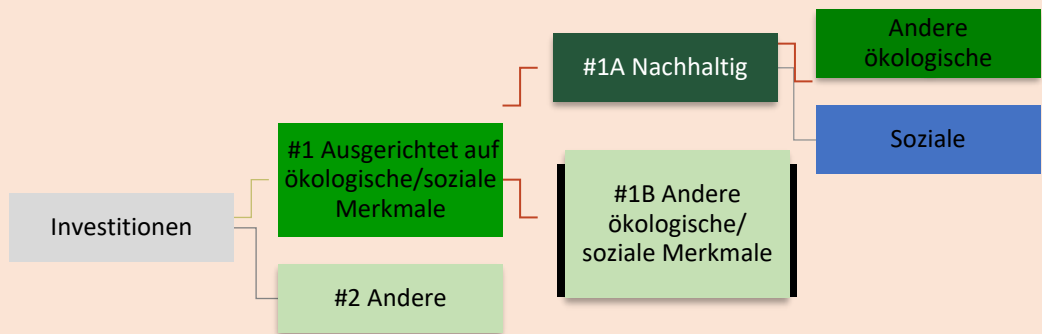 Investitionen
#1 Ausgerichtet auf
ökologische/soziale
Merkmale
#2 Andere
#1A Nachhaltig
#1B Andere
ökologische/
soziale Merkmale
Andere
ökologische
Soziale